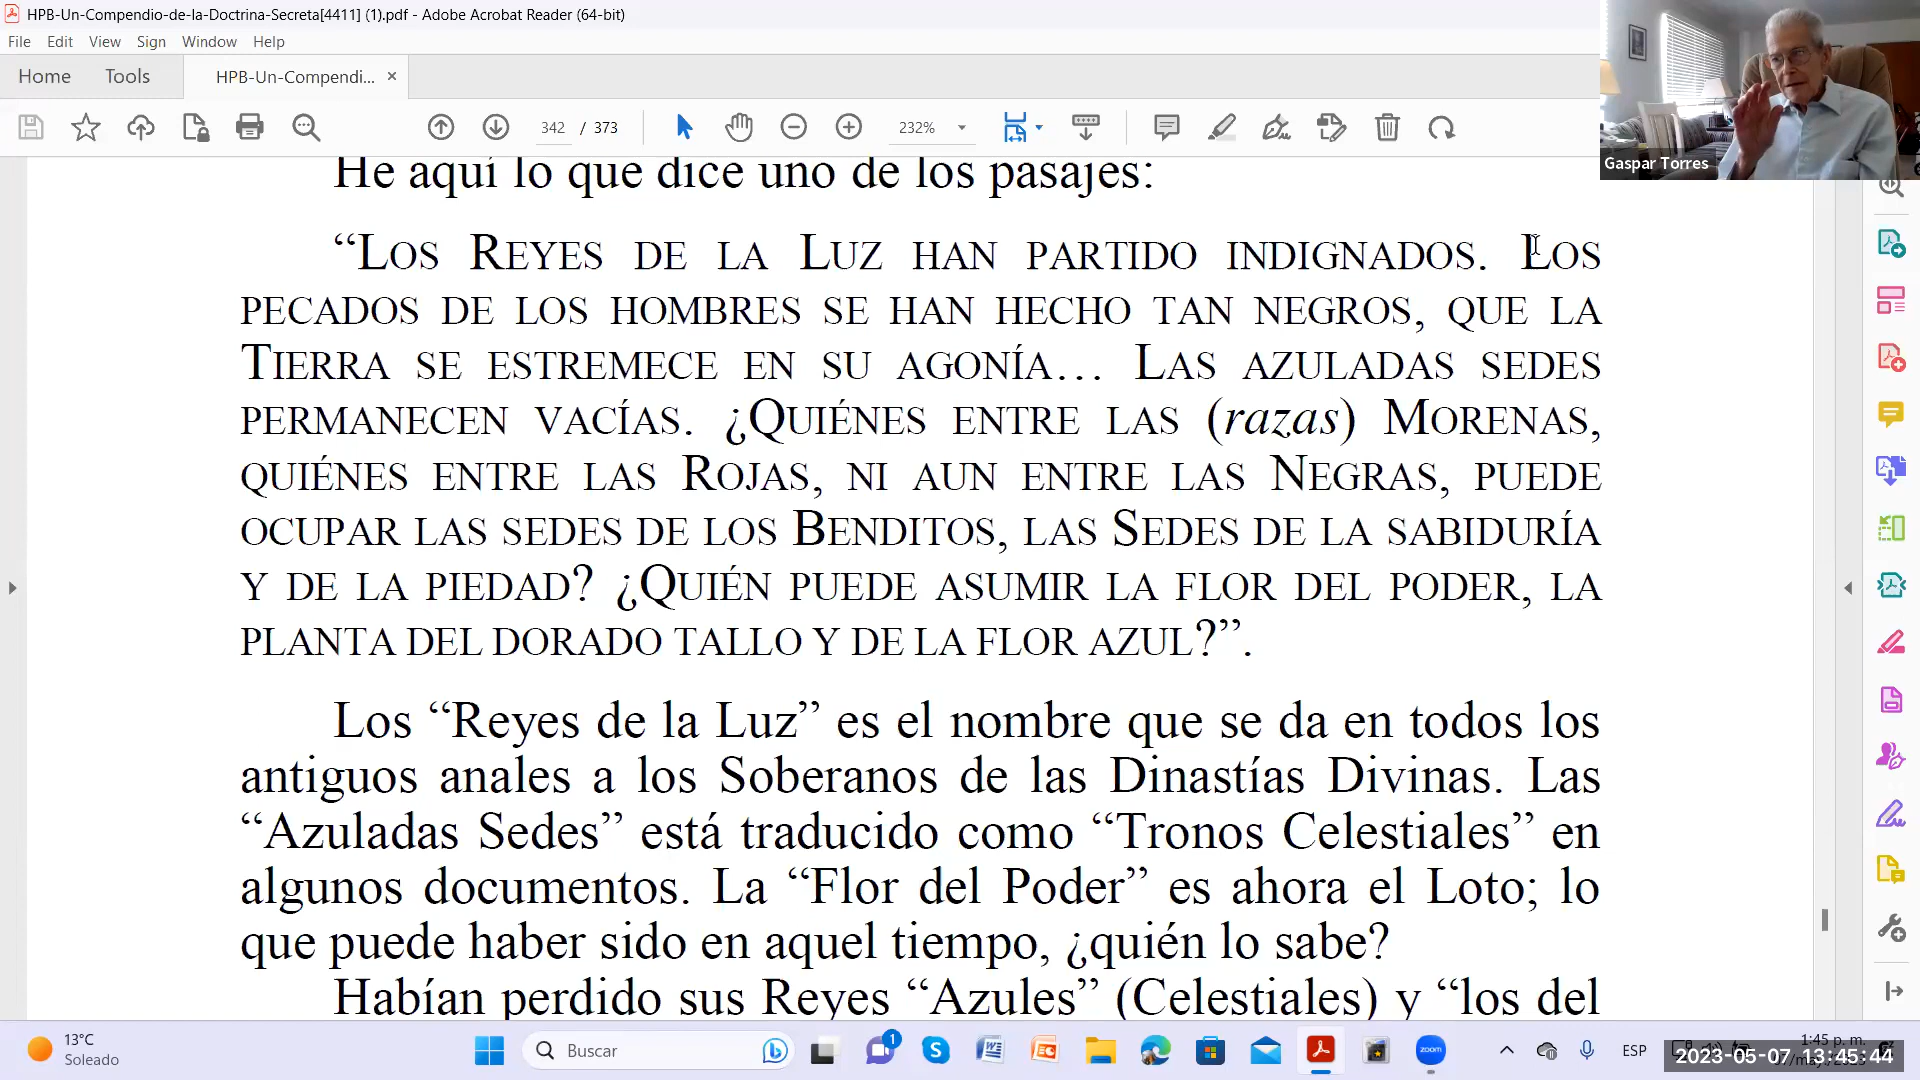 HPB-Un-Compendio-de-la-Doctrina-Secreta[4411] (1).pdf - Adobe Acrobat Reader (64-bit)
File Edit View Sign Window Help
Home Tools HPB-Un-Compendi... ×
342 / 373 232%
Gaspar Torres
He aquí lo que dice uno de los pasajes:
“LOS REYES DE LA LUZ HAN PARTIDO INDIGNADOS. LOS
PECADOS DE LOS HOMBRES SE HAN HECHO TAN NEGROS, QUE LA
TIERRA SE ESTREMECE EN SU AGONÍA… LAS AZULADAS SEDES
PERMANECEN VACÍAS. ¿QUIÉNES ENTRE LAS (razas) MORENAS,
QUIÉNES ENTRE LAS ROJAS, NI AUN ENTRE LAS NEGRAS, PUEDE
OCUPAR LAS SEDES DE LOS BENDITOS, LAS SEDES DE LA SABIDURÍA
Y DE LA PIEDAD? ¿QUIÉN PUEDE ASUMIR LA FLOR DEL PODER, LA
PLANTA DEL DORADO TALLO Y DE LA FLOR AZUL?”.
Los “Reyes de la Luz” es el nombre que se da en todos los
antiguos anales a los Soberanos de las Dinastías Divinas. Las
“Azuladas Sedes” está traducido como “Tronos Celestiales” en
algunos documentos. La “Flor del Poder” es ahora el Loto; lo
que puede haber sido en aquel tiempo, ¿quién lo sabe?
Habían perdido sus Reyes “Azules” (Celestiales) y “los del
13°C
Soleado
Buscar
1
zoom
ESP
1:45 p. m.
2023-05-07 13:45:44